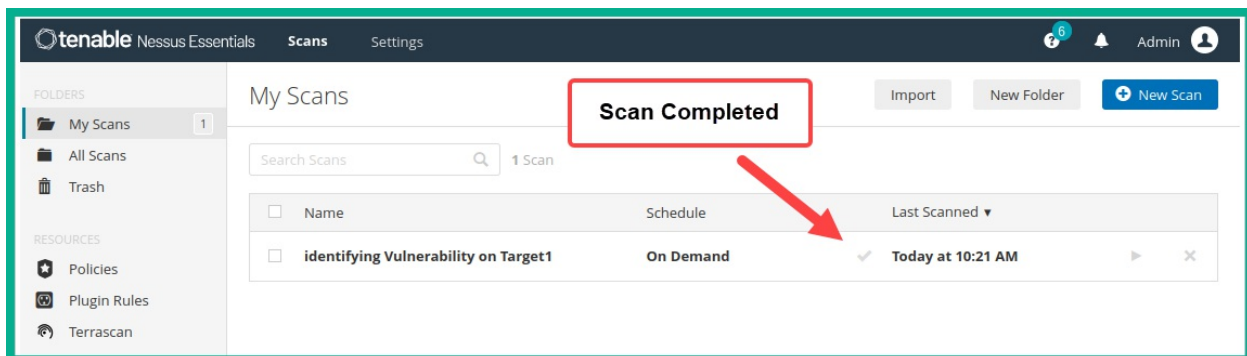 tenable Nessus Essentials Scans Settings 6 Admin
FOLDERS
My Scans 1
All Scans
Trash
RESOURCES
Policies
Plugin Rules
Terrascan
My Scans
Import New Folder New Scan
Scan Completed
Search Scans 1 Scan
Name Schedule Last Scanned ▼
identifying Vulnerability on Target1 On Demand Today at 10:21 AM